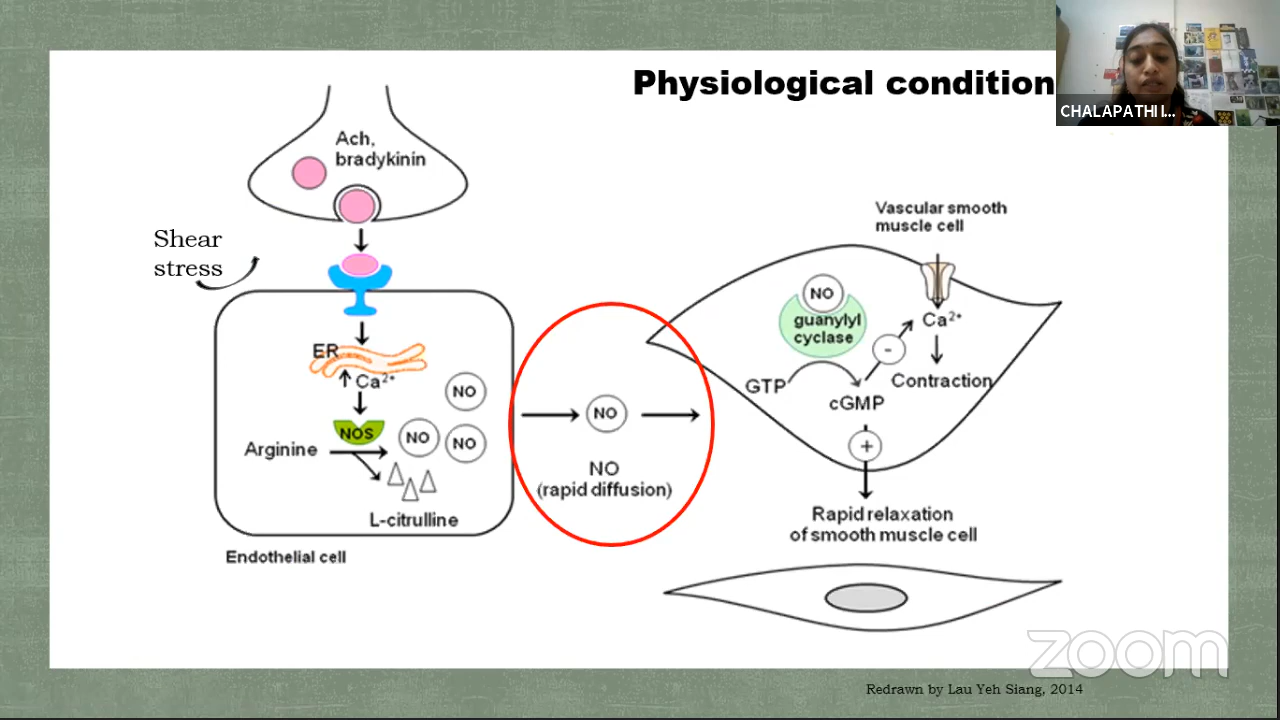 Physiological condition
CHALAPATHI I...
Ach,
bradykinin
Shear
stress
ER
↑ Ca²⁺
NOS
Arginine
NO
NO
NO
L-citrulline
Endothelial cell
NO
NO
(rapid diffusion)
Vascular smooth
muscle cell
NO
guanylyl
cyclase
Ca²⁺
-
GTP
cGMP
Contraction
+
Rapid relaxation
of smooth muscle cell
zoom
Redrawn by Lau Yeh Siang, 2014